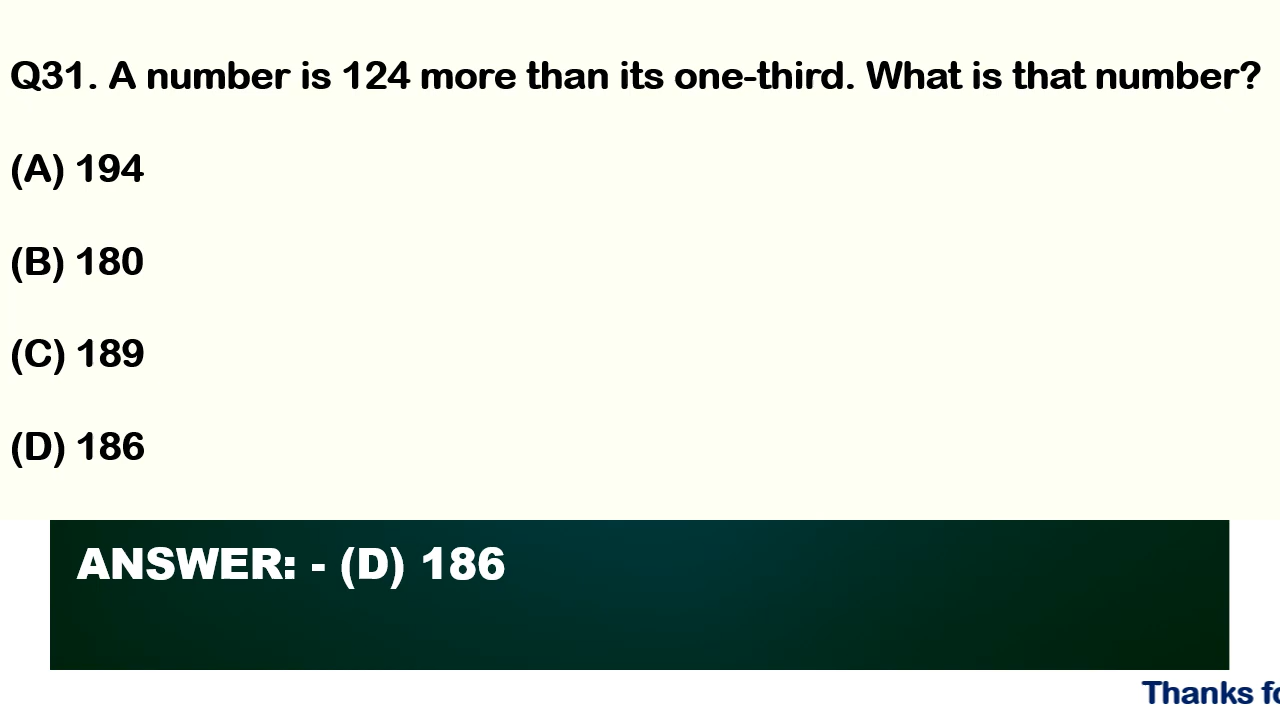 Q31. A number is 124 more than its one-third. What is that number?
(A) 194
(B) 180
(C) 189
(D) 186
ANSWER: - (D) 186
Thanks